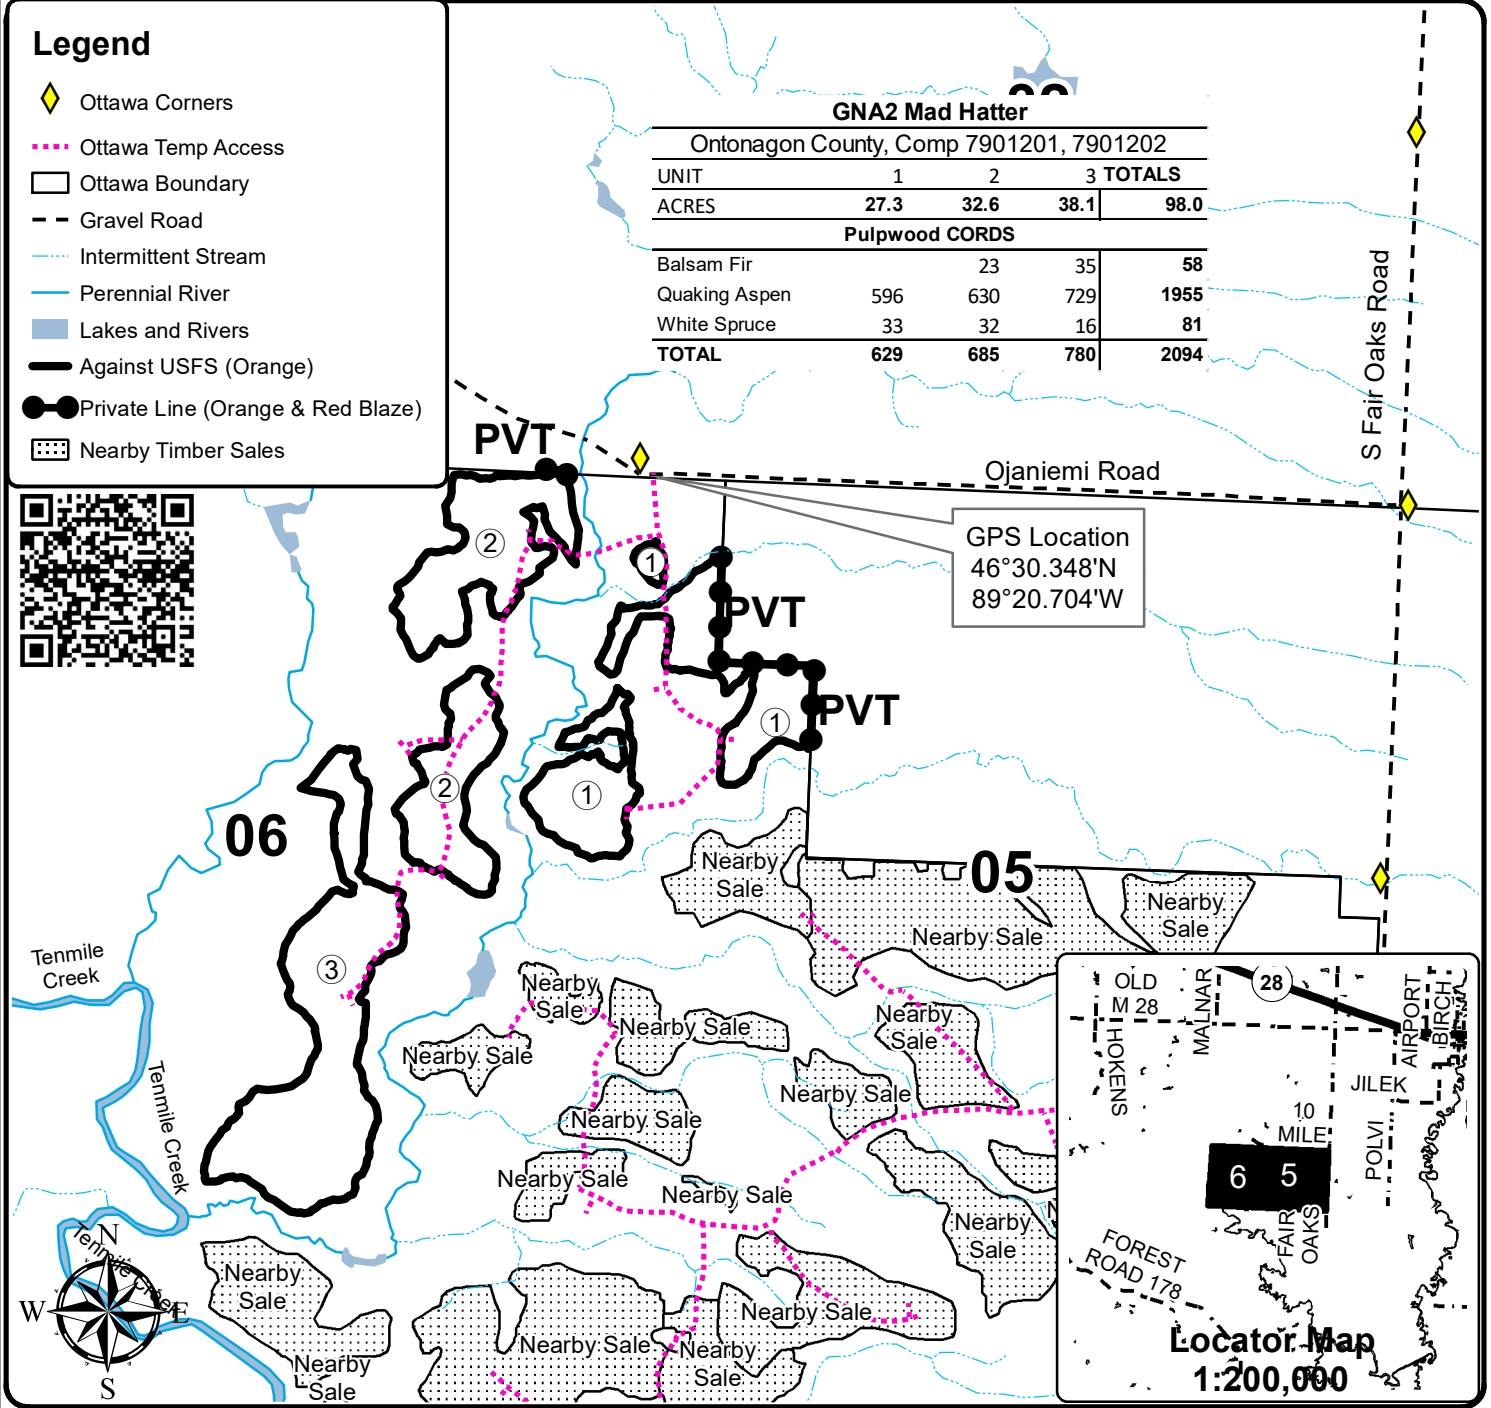 Legend
Ottawa Corners
Ottawa Temp Access
Ottawa Boundary
Gravel Road
Intermittent Stream
Perennial River
Lakes and Rivers
Against USFS (Orange)
Private Line (Orange & Red Blaze)
Nearby Timber Sales
GNA2 Mad Hatter
Ontonagon County, Comp 7901201, 7901202
UNIT 1 2 3 TOTALS
ACRES 27.3 32.6 38.1 98.0
Pulpwood CORDS
Balsam Fir 23 35 58
Quaking Aspen 596 630 729 1955
White Spruce 33 32 16 81
TOTAL 629 685 780 2094
S Fair Oaks Road
PVT
Ojaniemi Road
GPS Location
46°30.348'N
89°20.704'W
2
1
PVT
1
PVT
2
1
06
05
Nearby
Sale
Nearby
Sale
Nearby Sale
Tenmile
Creek
3
Nearby
Sale
Nearby Sale
Nearby
Sale
Nearby Sale
Nearby Sale
Nearby Sale
Tenmile Creek
Nearby Sale
Nearby Sale
Nearby
Sale
Tenmile Creek
N
W
E
S
Nearby
Sale
Nearby Sale
Nearby Sale
Nearby
Sale
Nearby
Sale
OLD
M 28
MALNAR
28
AIRPORT
BIRCH
HOKENS
JILEK
10
MILE
POLVI
6 5
FAIR
OAKS
FOREST
ROAD 178
Locator Map
1:200,000